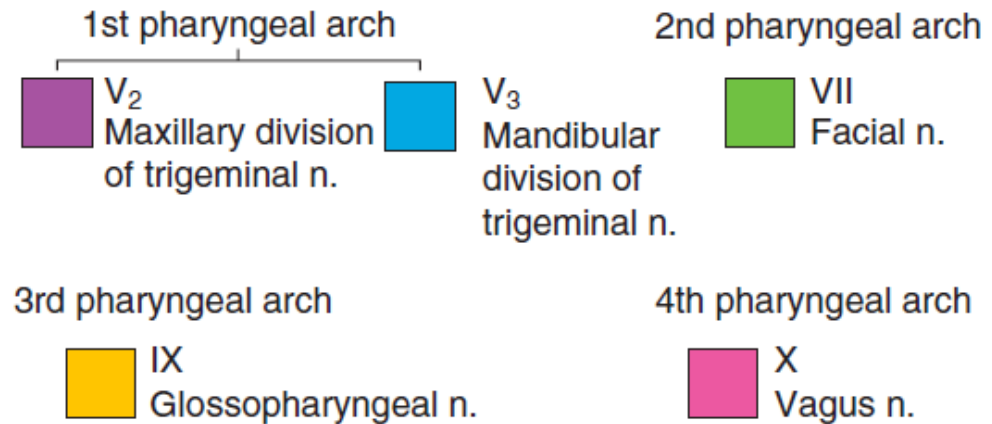 1st pharyngeal arch
2nd pharyngeal arch
V₂
Maxillary division
of trigeminal n.
V₃
Mandibular
division of
trigeminal n.
VII
Facial n.
3rd pharyngeal arch
4th pharyngeal arch
IX
Glossopharyngeal n.
X
Vagus n.